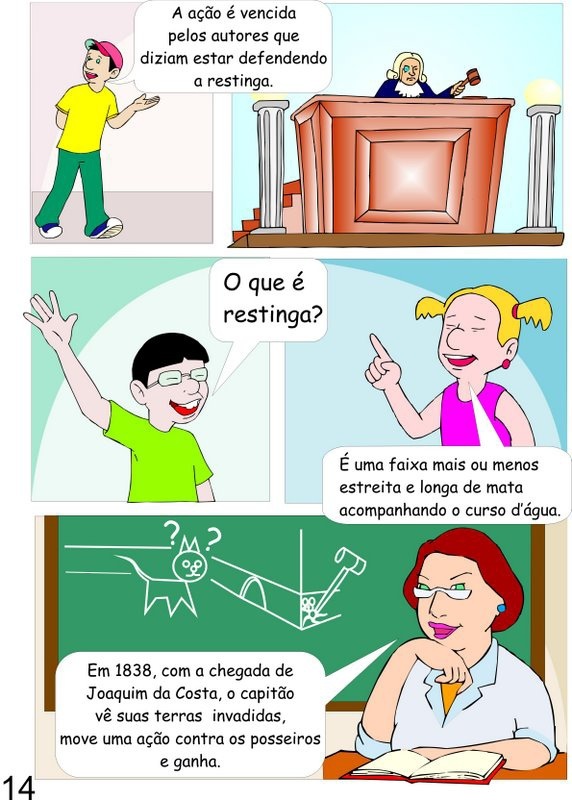 A ação é vencida
pelos autores que
diziam estar defendendo
a restinga.
O que é
restinga?
É uma faixa mais ou menos
estreita e longa de mata
acompanhando o curso d'água.
? ?
Em 1838, com a chegada de
Joaquim da Costa, o capitão
vê suas terras invadidas,
move uma ação contra os posseiros
e ganha.
14